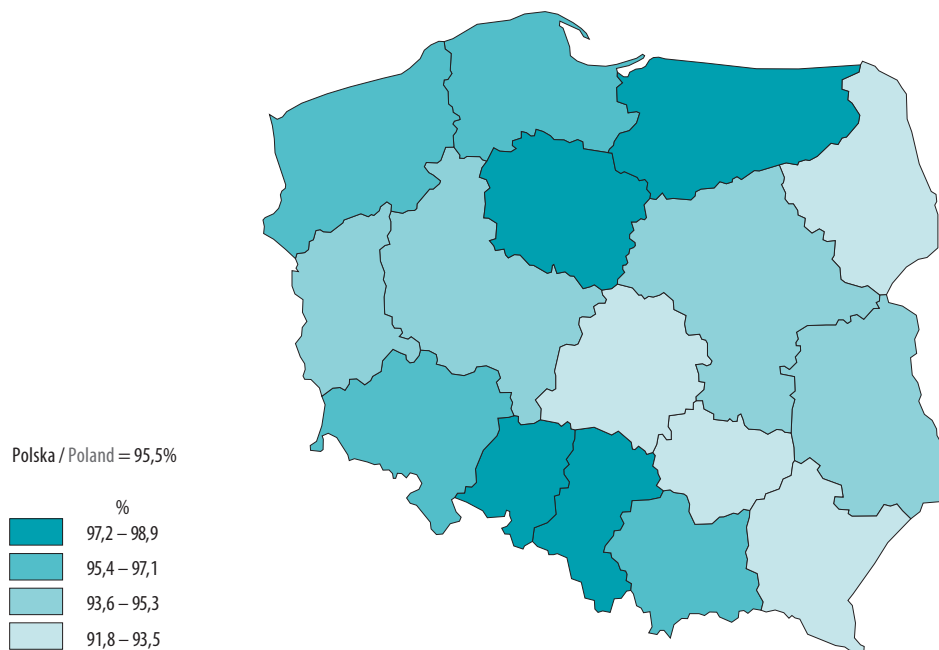 Polska / Poland = 95,5%
%
97,2 – 98,9
95,4 – 97,1
93,6 – 95,3
91,8 – 93,5